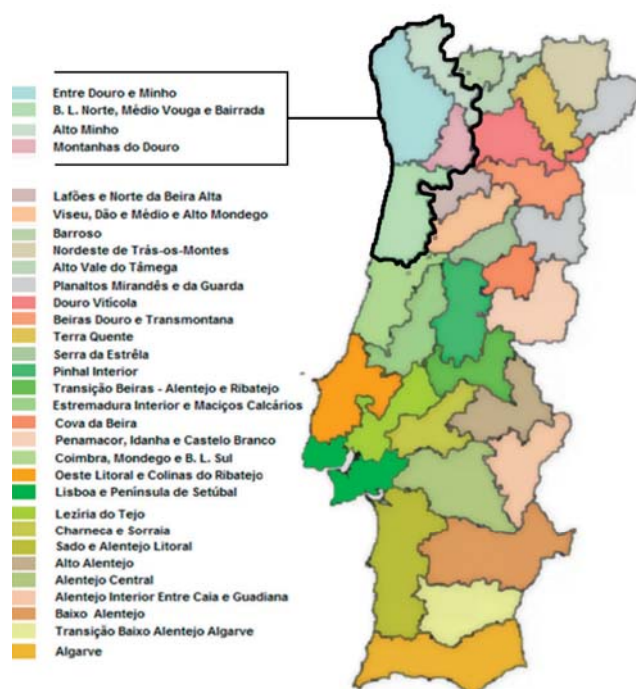 Entre Douro e Minho
B. L. Norte, Médio Vouga e Bairrada
Alto Minho
Montanhas do Douro
Lafões e Norte da Beira Alta
Viseu, Dão e Médio e Alto Mondego
Barroso
Nordeste de Trás-os-Montes
Alto Vale do Tâmega
Planaltos Mirandês e da Guarda
Douro Vitícola
Beiras Douro e Transmontana
Terra Quente
Serra da Estrêla
Pinhal Interior
Transição Beiras - Alentejo e Ribatejo
Estremadura Interior e Maciços Calcários
Cova da Beira
Penamacor, Idanha e Castelo Branco
Coimbra, Mondego e B. L. Sul
Oeste Litoral e Colinas do Ribatejo
Lisboa e Península de Setúbal
Lezíria do Tejo
Charneca e Sorraia
Sado e Alentejo Litoral
Alto Alentejo
Alentejo Central
Alentejo Interior Entre Caia e Guadiana
Baixo Alentejo
Transição Baixo Alentejo Algarve
Algarve